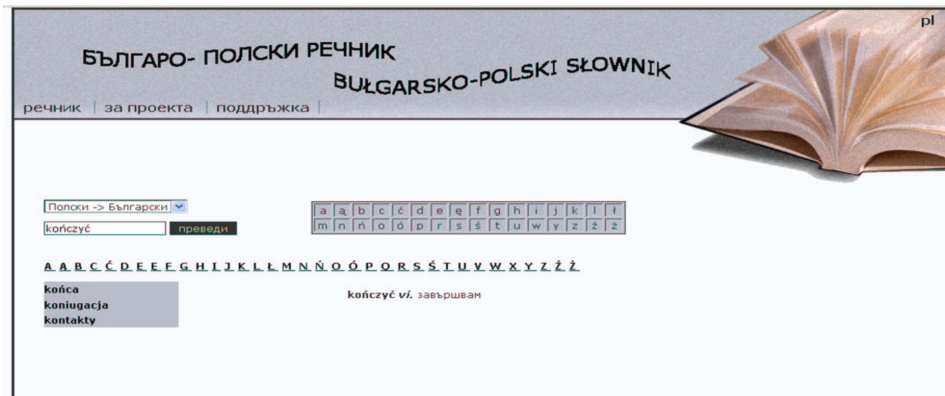 pl
БЪЛГАРО- ПОЛСКИ РЕЧНИК
BUŁGARSKO-POLSKI SŁOWNIK
речник | за проекта | поддръжка |
Полски -> Български
kończyć преведи
a ą b c ć d e ę f g h i j k l ł
m n ń o ó p r s ś t u w y z ź ż
A Ą B C Ć D E Ę F G H I J K L Ł M N Ń O Ó P Q R S Ś T U V W X Y Z Ź Ż
końca
koniugacja
kontakty
kończyć vi. завършвам